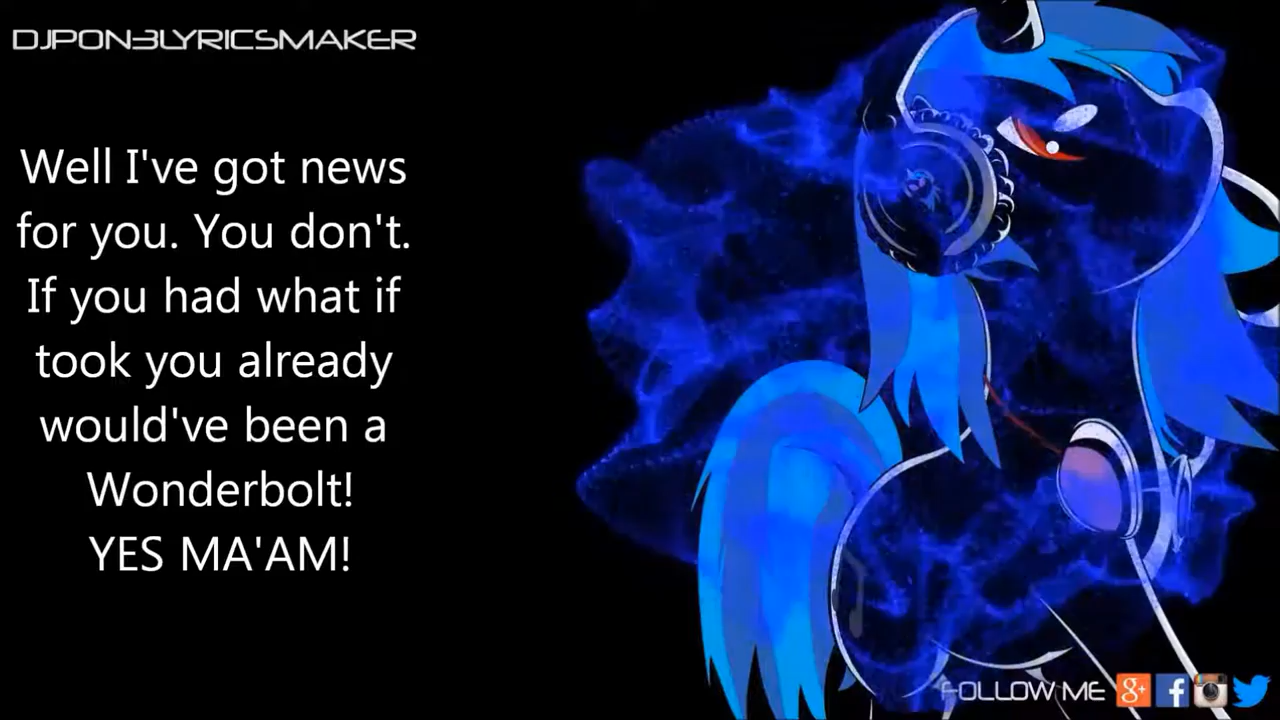 DJPON3LYRICSMAKER
Well I've got news
for you. You don't.
If you had what if
took you already
would've been a
Wonderbolt!
YES MA'AM!
FOLLOW ME